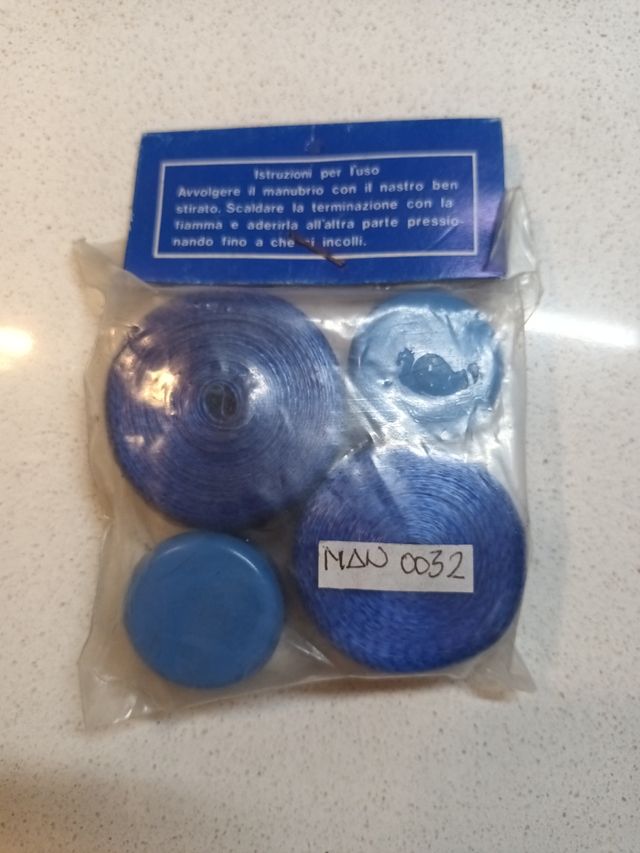 Istruzioni per l'uso
Avvolgere il manubrio con il nastro ben
stirato. Scaldare la terminazione con la
fiamma e aderirla all'altra parte pressio-
nando fino a che si incolli.
MAN 0032